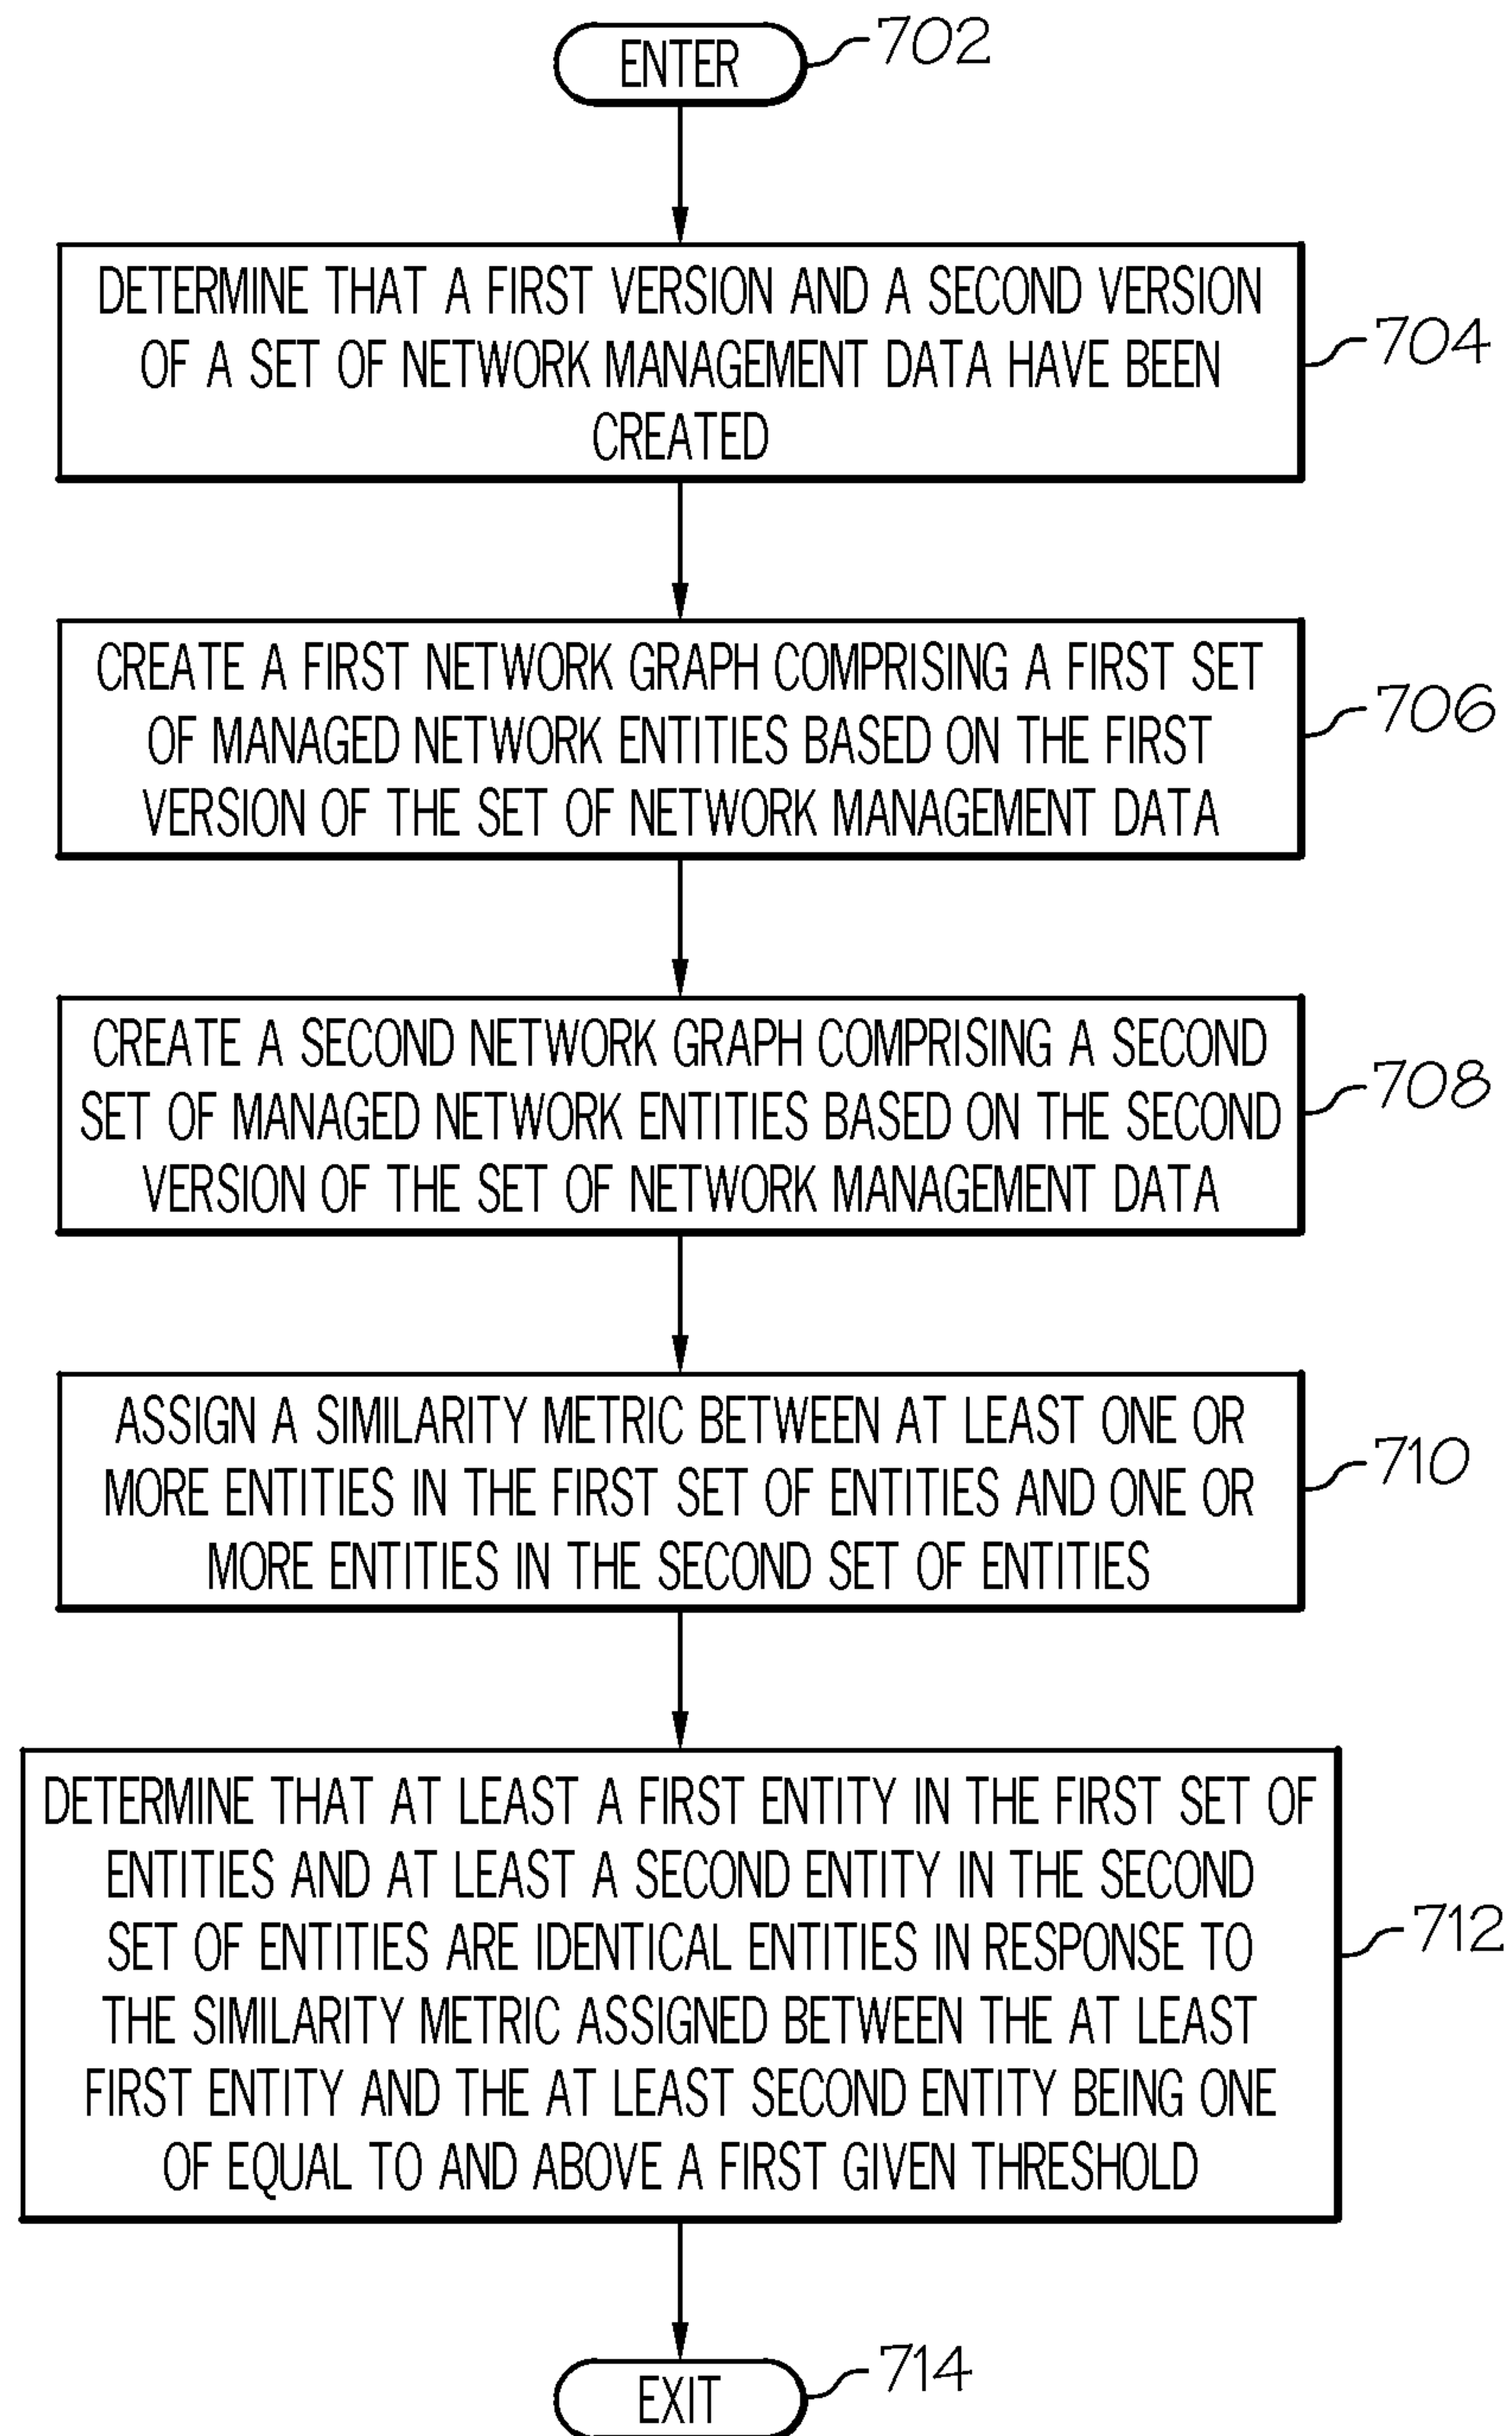 ENTER
702
DETERMINE THAT A FIRST VERSION AND A SECOND VERSION
OF A SET OF NETWORK MANAGEMENT DATA HAVE BEEN
CREATED
704
CREATE A FIRST NETWORK GRAPH COMPRISING A FIRST SET
OF MANAGED NETWORK ENTITIES BASED ON THE FIRST
VERSION OF THE SET OF NETWORK MANAGEMENT DATA
706
CREATE A SECOND NETWORK GRAPH COMPRISING A SECOND
SET OF MANAGED NETWORK ENTITIES BASED ON THE SECOND
VERSION OF THE SET OF NETWORK MANAGEMENT DATA
708
ASSIGN A SIMILARITY METRIC BETWEEN AT LEAST ONE OR
MORE ENTITIES IN THE FIRST SET OF ENTITIES AND ONE OR
MORE ENTITIES IN THE SECOND SET OF ENTITIES
710
DETERMINE THAT AT LEAST A FIRST ENTITY IN THE FIRST SET OF
ENTITIES AND AT LEAST A SECOND ENTITY IN THE SECOND
SET OF ENTITIES ARE IDENTICAL ENTITIES IN RESPONSE TO
THE SIMILARITY METRIC ASSIGNED BETWEEN THE AT LEAST
FIRST ENTITY AND THE AT LEAST SECOND ENTITY BEING ONE
OF EQUAL TO AND ABOVE A FIRST GIVEN THRESHOLD
712
EXIT
714